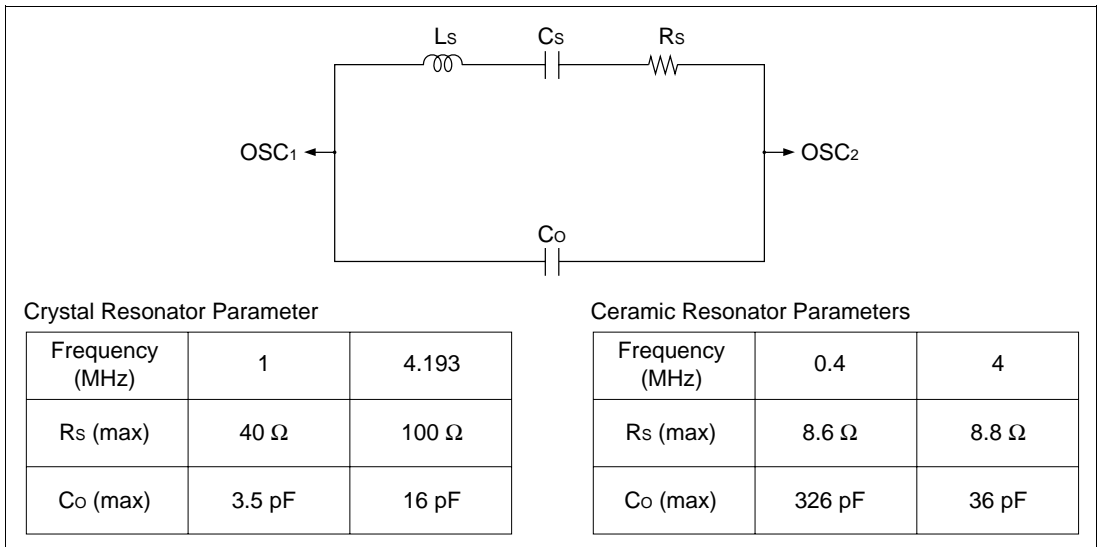 LS CS RS
OSC1 OSC2
CO
Crystal Resonator Parameter
Frequency (MHz) 1 4.193
RS (max) 40 Ω 100 Ω
CO (max) 3.5 pF 16 pF
Ceramic Resonator Parameters
Frequency (MHz) 0.4 4
RS (max) 8.6 Ω 8.8 Ω
CO (max) 326 pF 36 pF